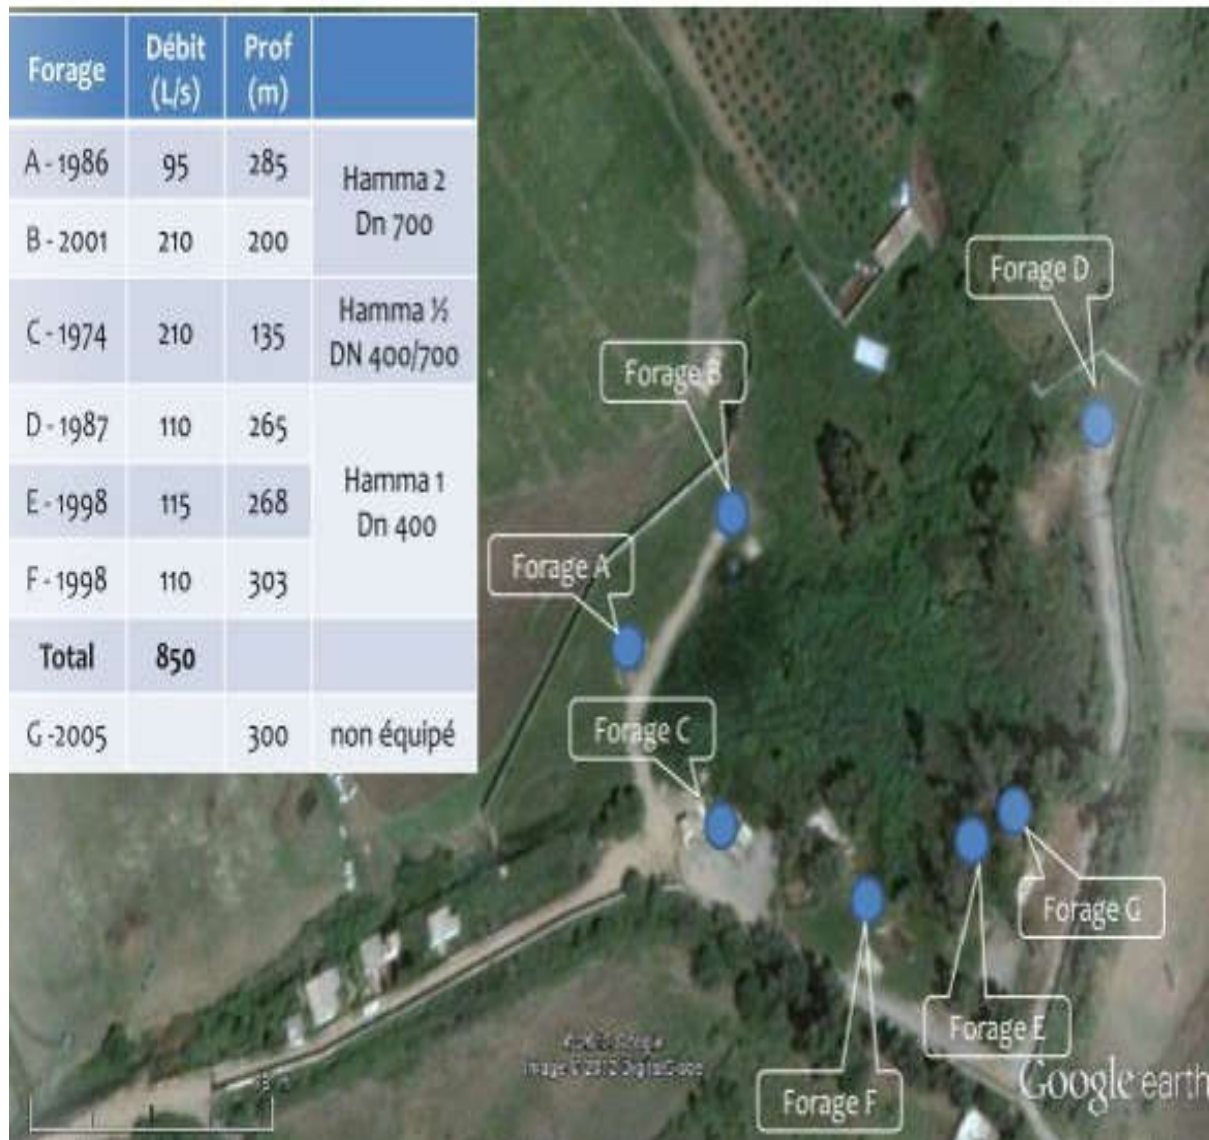 Forage Débit (L/s) Prof (m)
A - 1986 95 285 Hamma 2 Dn 700
B - 2001 210 200
C - 1974 210 135 Hamma ½ DN 400/700
D - 1987 110 265 Hamma 1 Dn 400
E - 1998 115 268
F - 1998 110 303
Total 850
G -2005 300 non équipé
Forage D
Forage B
Forage A
Forage C
Forage G
Forage E
Forage F
Google earth